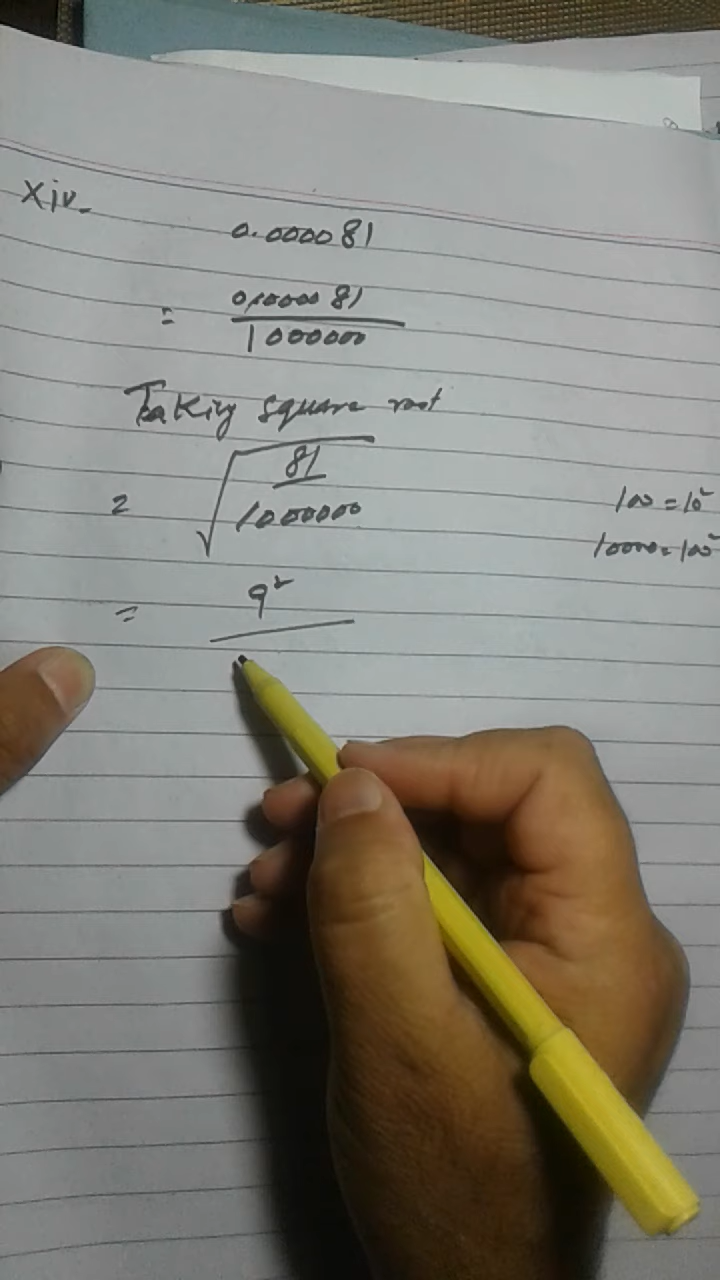 xiv.
0.000081
= 0,000081
1000000
Taking square root
= √ 81
1000000
100 = 10²
10000 = 100²
= 9²